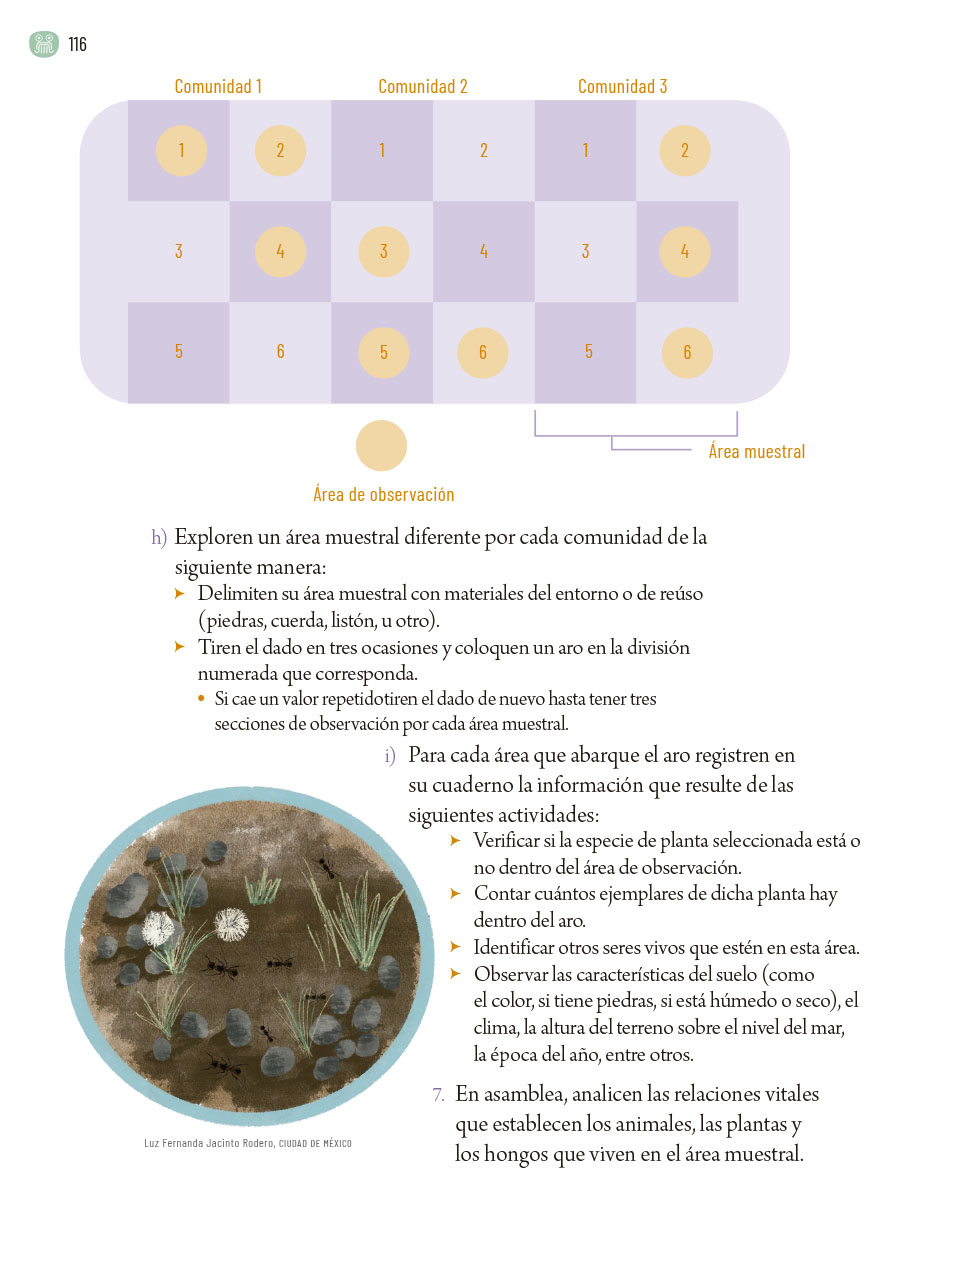 116
Comunidad 1 Comunidad 2 Comunidad 3
1 2 1 2 1 2
3 4 3 4 3 4
5 6 5 6 5 6
Área muestral
Área de observación
h) Exploren un área muestral diferente por cada comunidad de la
siguiente manera:
➤ Delimiten su área muestral con materiales del entorno o de reúso
(piedras, cuerda, listón, u otro).
➤ Tiren el dado en tres ocasiones y coloquen un aro en la división
numerada que corresponda.
• Si cae un valor repetidotiren el dado de nuevo hasta tener tres
secciones de observación por cada área muestral.
i) Para cada área que abarque el aro registren en
su cuaderno la información que resulte de las
siguientes actividades:
➤ Verificar si la especie de planta seleccionada está o
no dentro del área de observación.
➤ Contar cuántos ejemplares de dicha planta hay
dentro del aro.
➤ Identificar otros seres vivos que estén en esta área.
➤ Observar las características del suelo (como
el color, si tiene piedras, si está húmedo o seco), el
clima, la altura del terreno sobre el nivel del mar,
la época del año, entre otros.
7. En asamblea, analicen las relaciones vitales
que establecen los animales, las plantas y
los hongos que viven en el área muestral.
Luz Fernanda Jacinto Rodero, CIUDAD DE MÉXICO